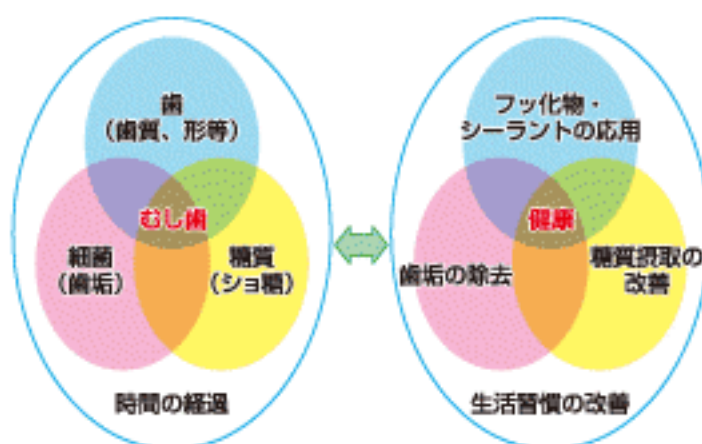 歯
（歯質、形等）
むし歯
細菌
（歯垢）
糖質
（ショ糖）
時間の経過
フッ化物・
シーラントの応用
健康
歯垢の除去
糖質摂取の
改善
生活習慣の改善